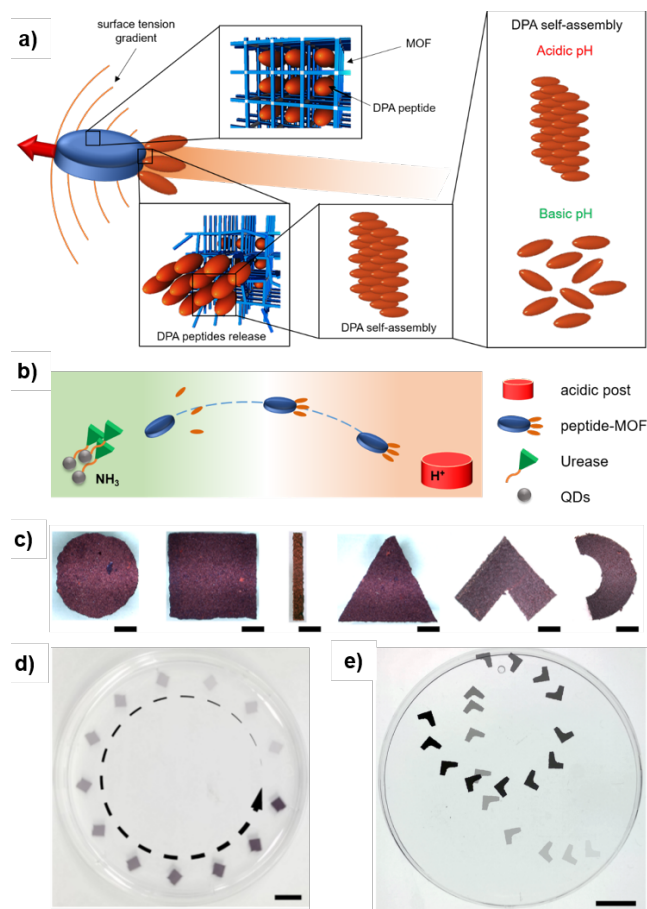 a)
surface tension
gradient
MOF
DPA peptide
DPA peptides release
DPA self-assembly
DPA self-assembly
Acidic pH
Basic pH
b)
NH3
H+
acidic post
peptide-MOF
Urease
QDs
c)
d)
e)